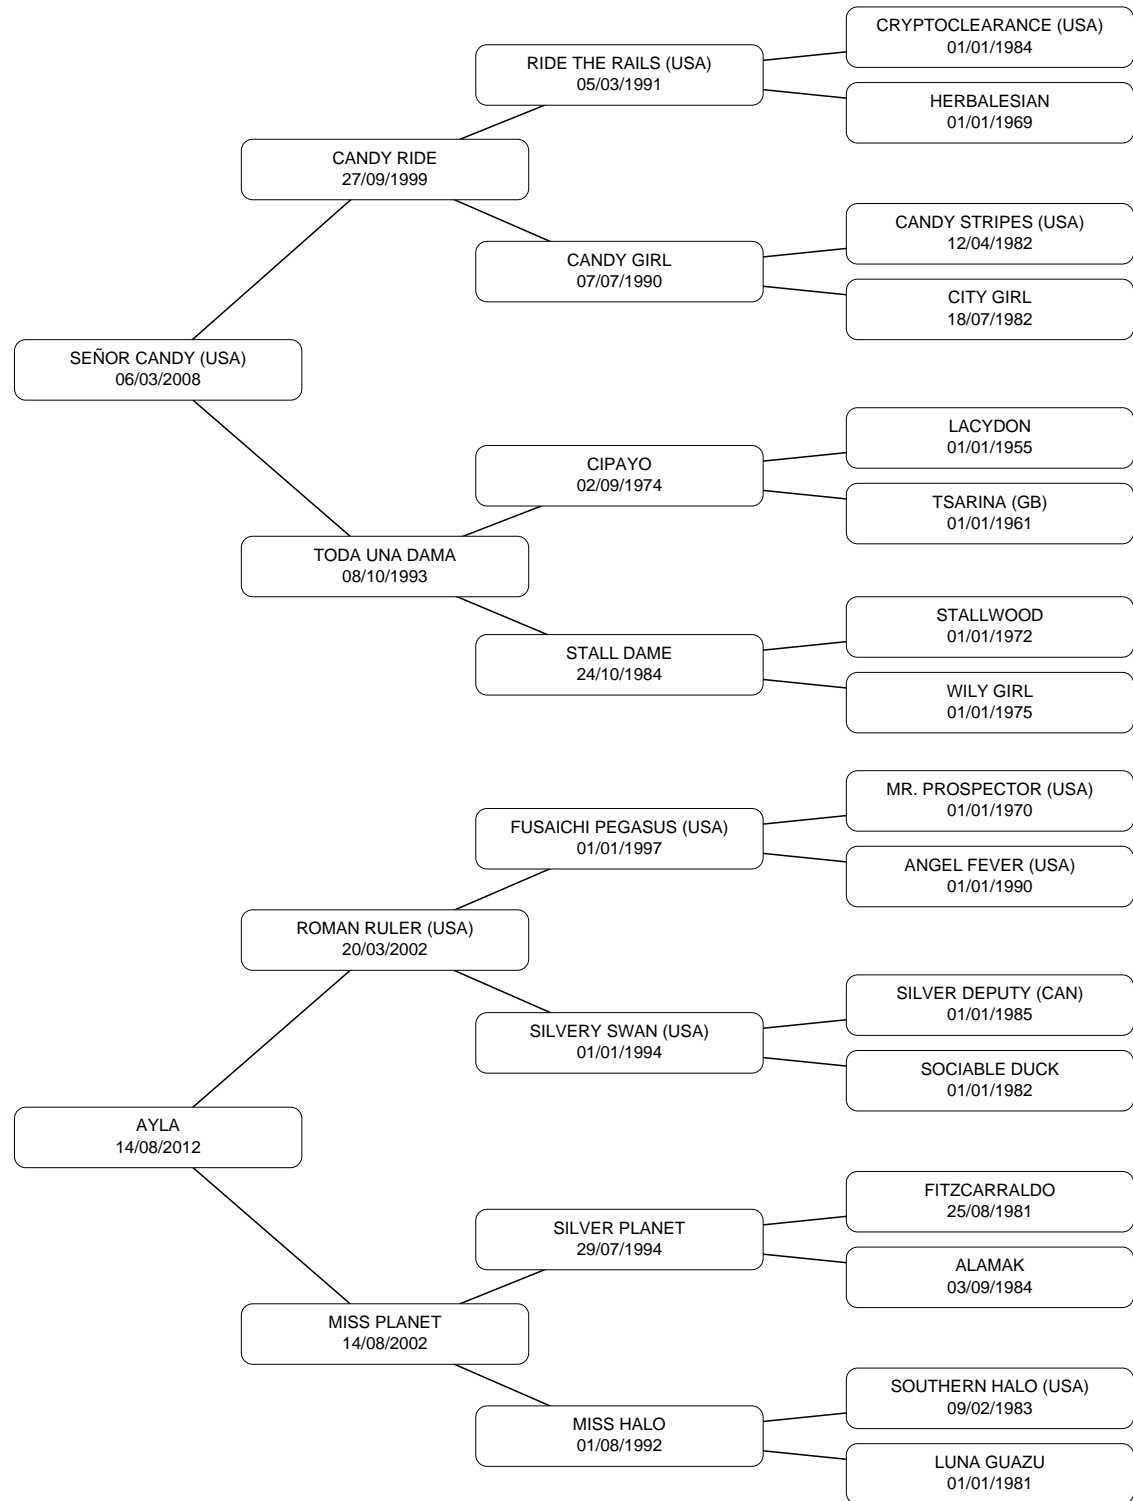 CRYPTOCLEARANCE (USA)
01/01/1984
RIDE THE RAILS (USA)
05/03/1991
HERBALESIAN
01/01/1969
CANDY RIDE
27/09/1999
CANDY STRIPES (USA)
12/04/1982
CANDY GIRL
07/07/1990
CITY GIRL
18/07/1982
SEÑOR CANDY (USA)
06/03/2008
LACYDON
01/01/1955
CIPAYO
02/09/1974
TSARINA (GB)
01/01/1961
TODA UNA DAMA
08/10/1993
STALLWOOD
01/01/1972
STALL DAME
24/10/1984
WILY GIRL
01/01/1975
MR. PROSPECTOR (USA)
01/01/1970
FUSAICHI PEGASUS (USA)
01/01/1997
ANGEL FEVER (USA)
01/01/1990
ROMAN RULER (USA)
20/03/2002
SILVER DEPUTY (CAN)
01/01/1985
SILVERY SWAN (USA)
01/01/1994
SOCIABLE DUCK
01/01/1982
AYLA
14/08/2012
FITZCARRALDO
25/08/1981
SILVER PLANET
29/07/1994
ALAMAK
03/09/1984
MISS PLANET
14/08/2002
SOUTHERN HALO (USA)
09/02/1983
MISS HALO
01/08/1992
LUNA GUAZU
01/01/1981